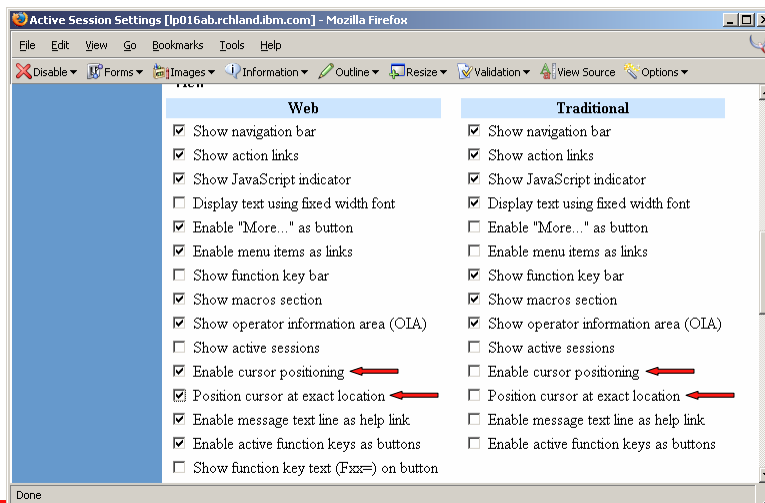 Active Session Settings [lp016ab.rchland.ibm.com] - Mozilla Firefox
File Edit View Go Bookmarks Tools Help
Disable Forms Images Information Outline Resize Validation View Source Options
View
Web
Show navigation bar
Show action links
Show JavaScript indicator
Display text using fixed width font
Enable "More..." as button
Enable menu items as links
Show function key bar
Show macros section
Show operator information area (OIA)
Show active sessions
Enable cursor positioning
Position cursor at exact location
Enable message text line as help link
Enable active function keys as buttons
Show function key text (Fxx=) on button
Traditional
Show navigation bar
Show action links
Show JavaScript indicator
Display text using fixed width font
Enable "More..." as button
Enable menu items as links
Show function key bar
Show macros section
Show operator information area (OIA)
Show active sessions
Enable cursor positioning
Position cursor at exact location
Enable message text line as help link
Enable active function keys as buttons
Done